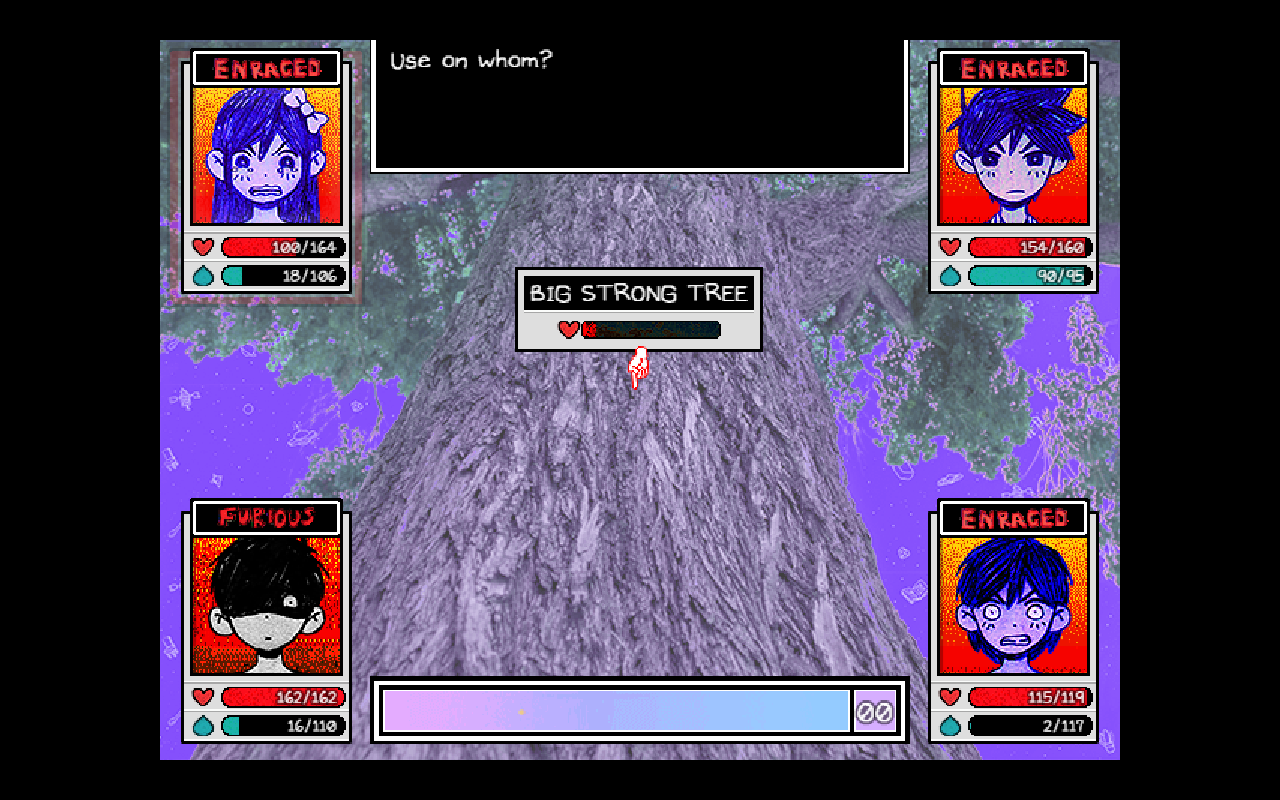 Use on whom?
ENRAGED
100/164
18/106
ENRAGED
154/160
90/95
BIG STRONG TREE
FURIOUS
162/162
16/110
ENRAGED
115/119
2/117
00